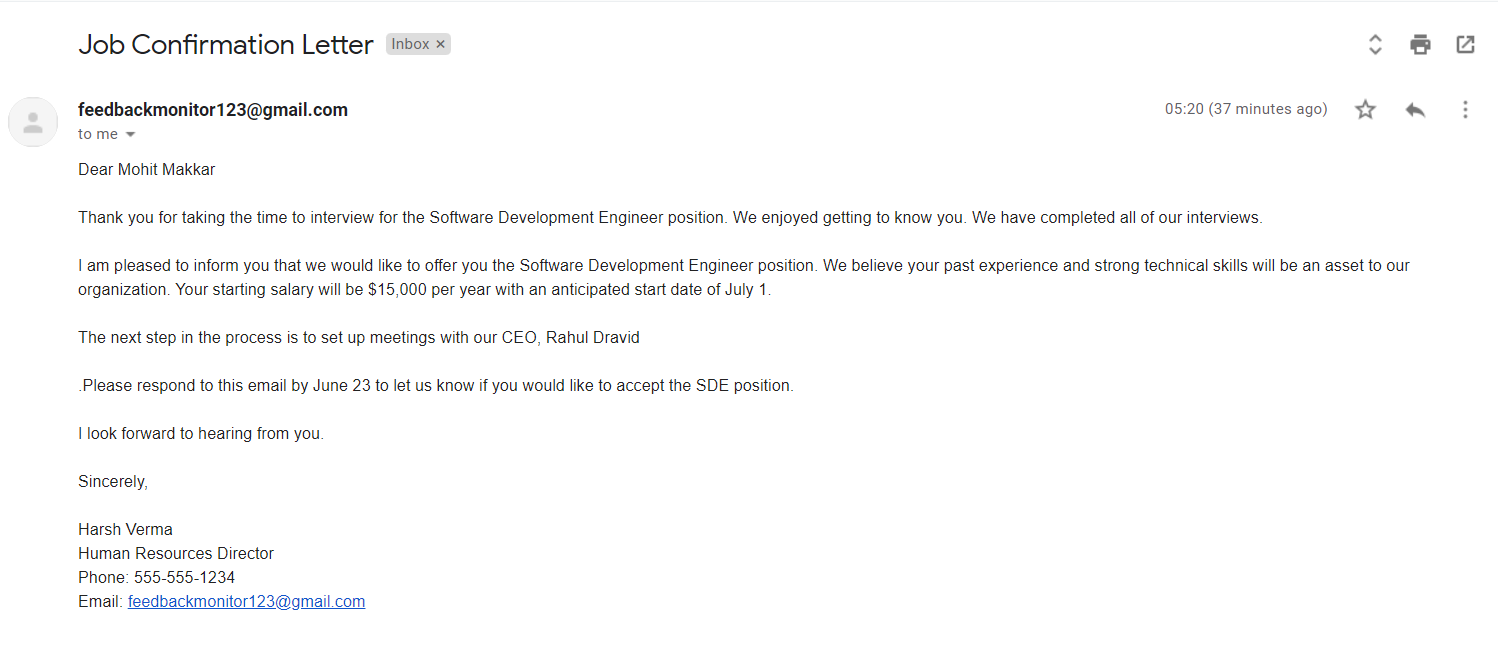 Job Confirmation Letter Inbox ×
feedbackmonitor123@gmail.com 05:20 (37 minutes ago)
to me
Dear Mohit Makkar
Thank you for taking the time to interview for the Software Development Engineer position. We enjoyed getting to know you. We have completed all of our interviews.
I am pleased to inform you that we would like to offer you the Software Development Engineer position. We believe your past experience and strong technical skills will be an asset to our
organization. Your starting salary will be $15,000 per year with an anticipated start date of July 1.
The next step in the process is to set up meetings with our CEO, Rahul Dravid
.Please respond to this email by June 23 to let us know if you would like to accept the SDE position.
I look forward to hearing from you.
Sincerely,
Harsh Verma
Human Resources Director
Phone: 555-555-1234
Email: feedbackmonitor123@gmail.com